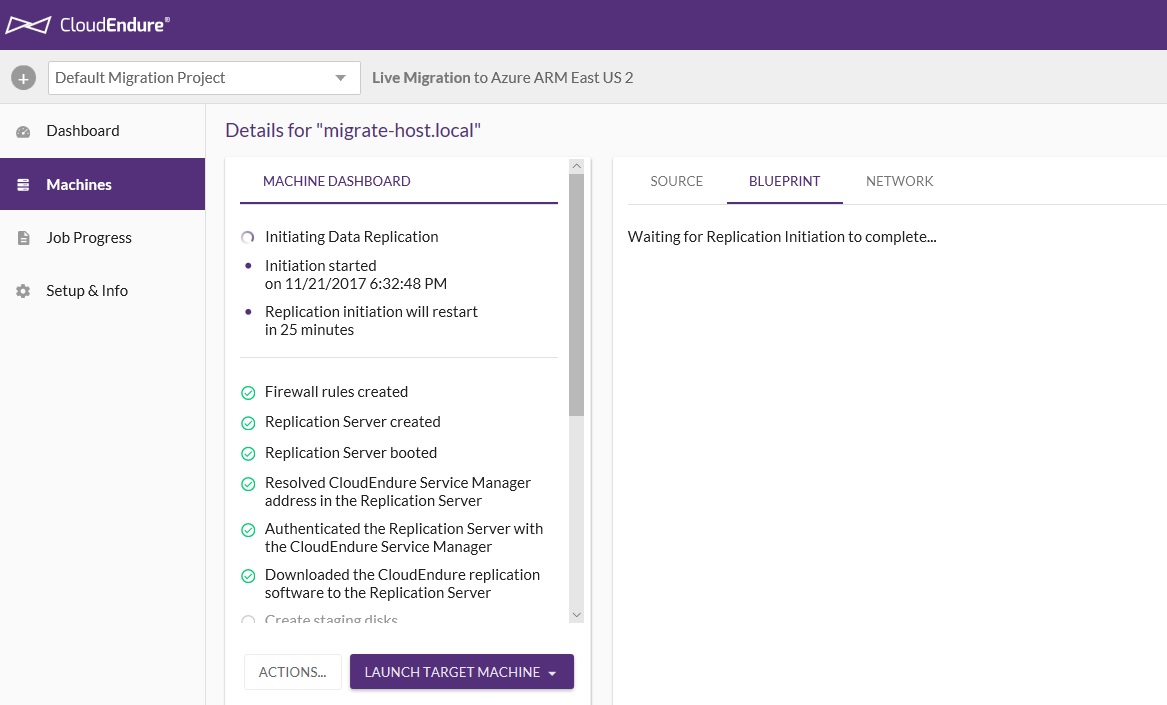 CloudEndure®
Default Migration Project
Live Migration to Azure ARM East US 2
Dashboard
Machines
Job Progress
Setup & Info
Details for "migrate-host.local"
MACHINE DASHBOARD
Initiating Data Replication
Initiation started
on 11/21/2017 6:32:48 PM
Replication initiation will restart
in 25 minutes
Firewall rules created
Replication Server created
Replication Server booted
Resolved CloudEndure Service Manager
address in the Replication Server
Authenticated the Replication Server with
the CloudEndure Service Manager
Downloaded the CloudEndure replication
software to the Replication Server
Create staging disks
ACTIONS...
LAUNCH TARGET MACHINE
SOURCE
BLUEPRINT
NETWORK
Waiting for Replication Initiation to complete...